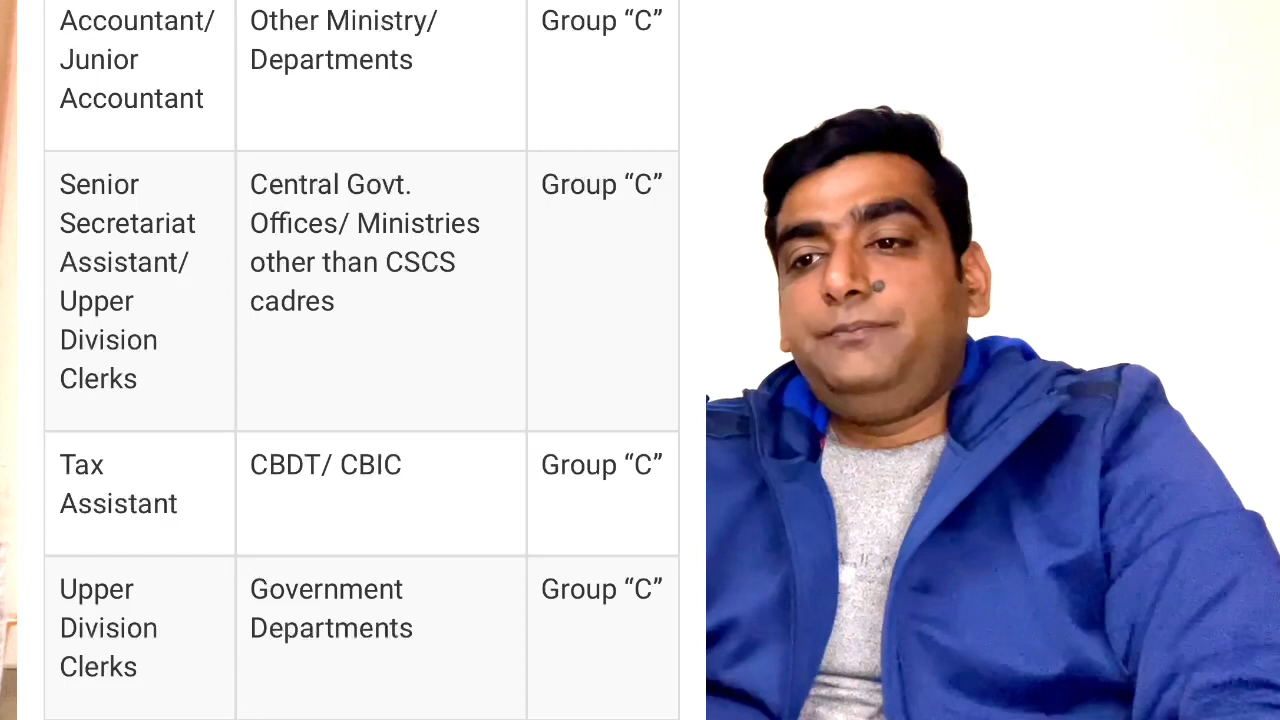 Accountant/
Junior
Accountant
Other Ministry/
Departments
Group “C”
Senior
Secretariat
Assistant/
Upper
Division
Clerks
Central Govt.
Offices/ Ministries
other than CSCS
cadres
Group “C”
Tax
Assistant
CBDT/ CBIC
Group “C”
Upper
Division
Clerks
Government
Departments
Group “C”